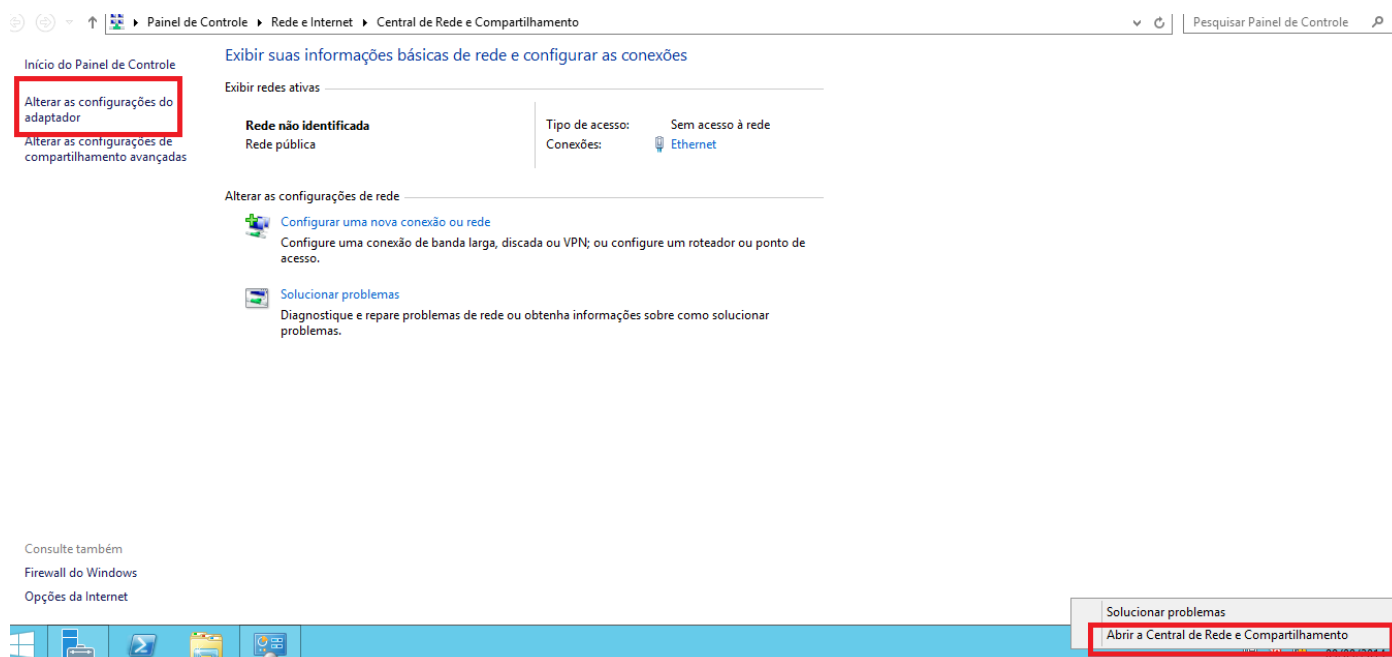 Painel de Controle Rede e Internet Central de Rede e Compartilhamento
Pesquisar Painel de Controle
Início do Painel de Controle
Alterar as configurações do
adaptador
Alterar as configurações de
compartilhamento avançadas
Exibir suas informações básicas de rede e configurar as conexões
Exibir redes ativas
Rede não identificada
Rede pública
Tipo de acesso: Sem acesso à rede
Conexões: Ethernet
Alterar as configurações de rede
Configurar uma nova conexão ou rede
Configure uma conexão de banda larga, discada ou VPN; ou configure um roteador ou ponto de
acesso.
Solucionar problemas
Diagnostique e repare problemas de rede ou obtenha informações sobre como solucionar
problemas.
Consulte também
Firewall do Windows
Opções da Internet
Solucionar problemas
Abrir a Central de Rede e Compartilhamento